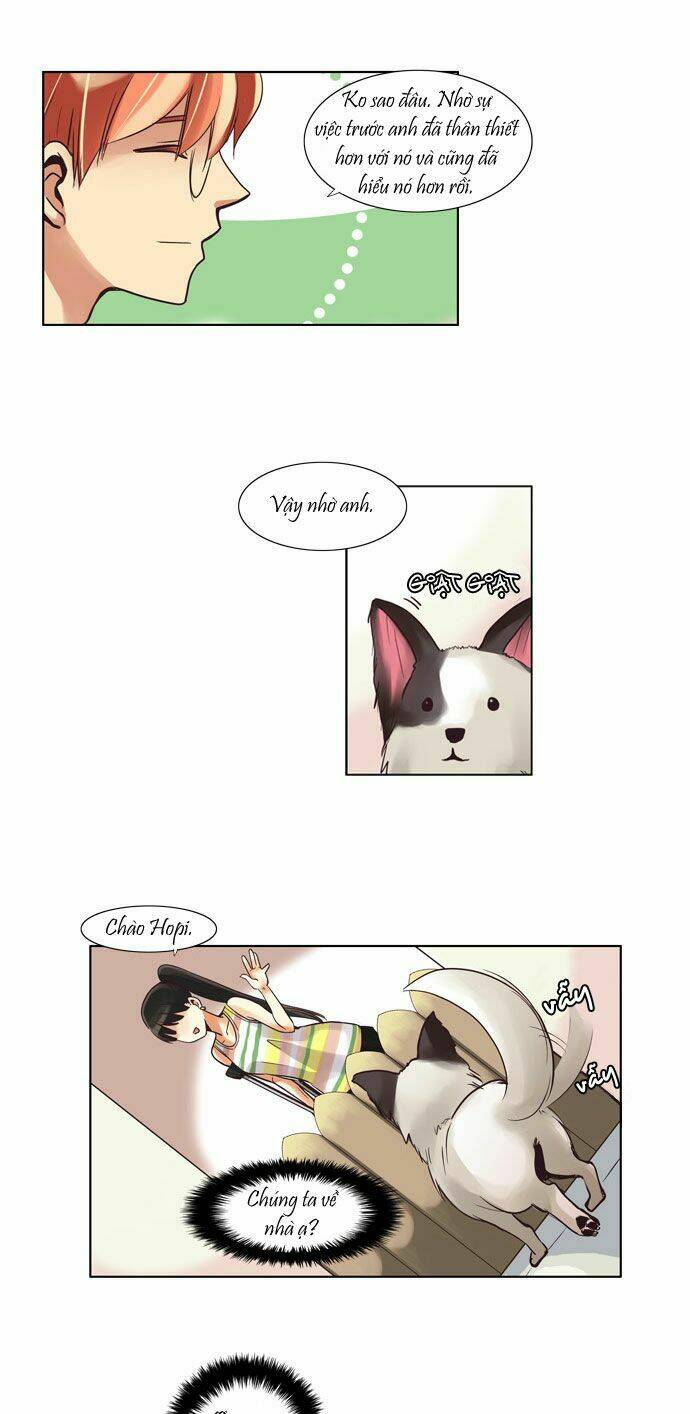 Ko sao đâu. Nhờ sự
việc trước anh đã thân thiết
hơn với nó và cũng đã
hiểu nó hơn rồi.
Vậy nhờ anh.
GIẬT GIẬT
Chào Hopi.
vẫy
vẫy
Chúng ta về
nhà ạ?